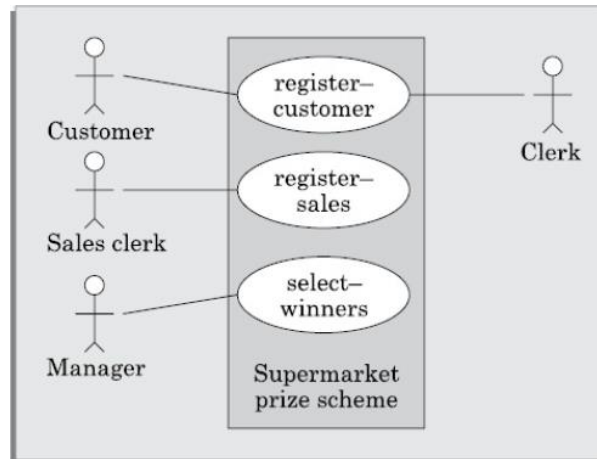 register–
customer
Customer
Clerk
register–
sales
Sales clerk
select–
winners
Manager
Supermarket
prize scheme